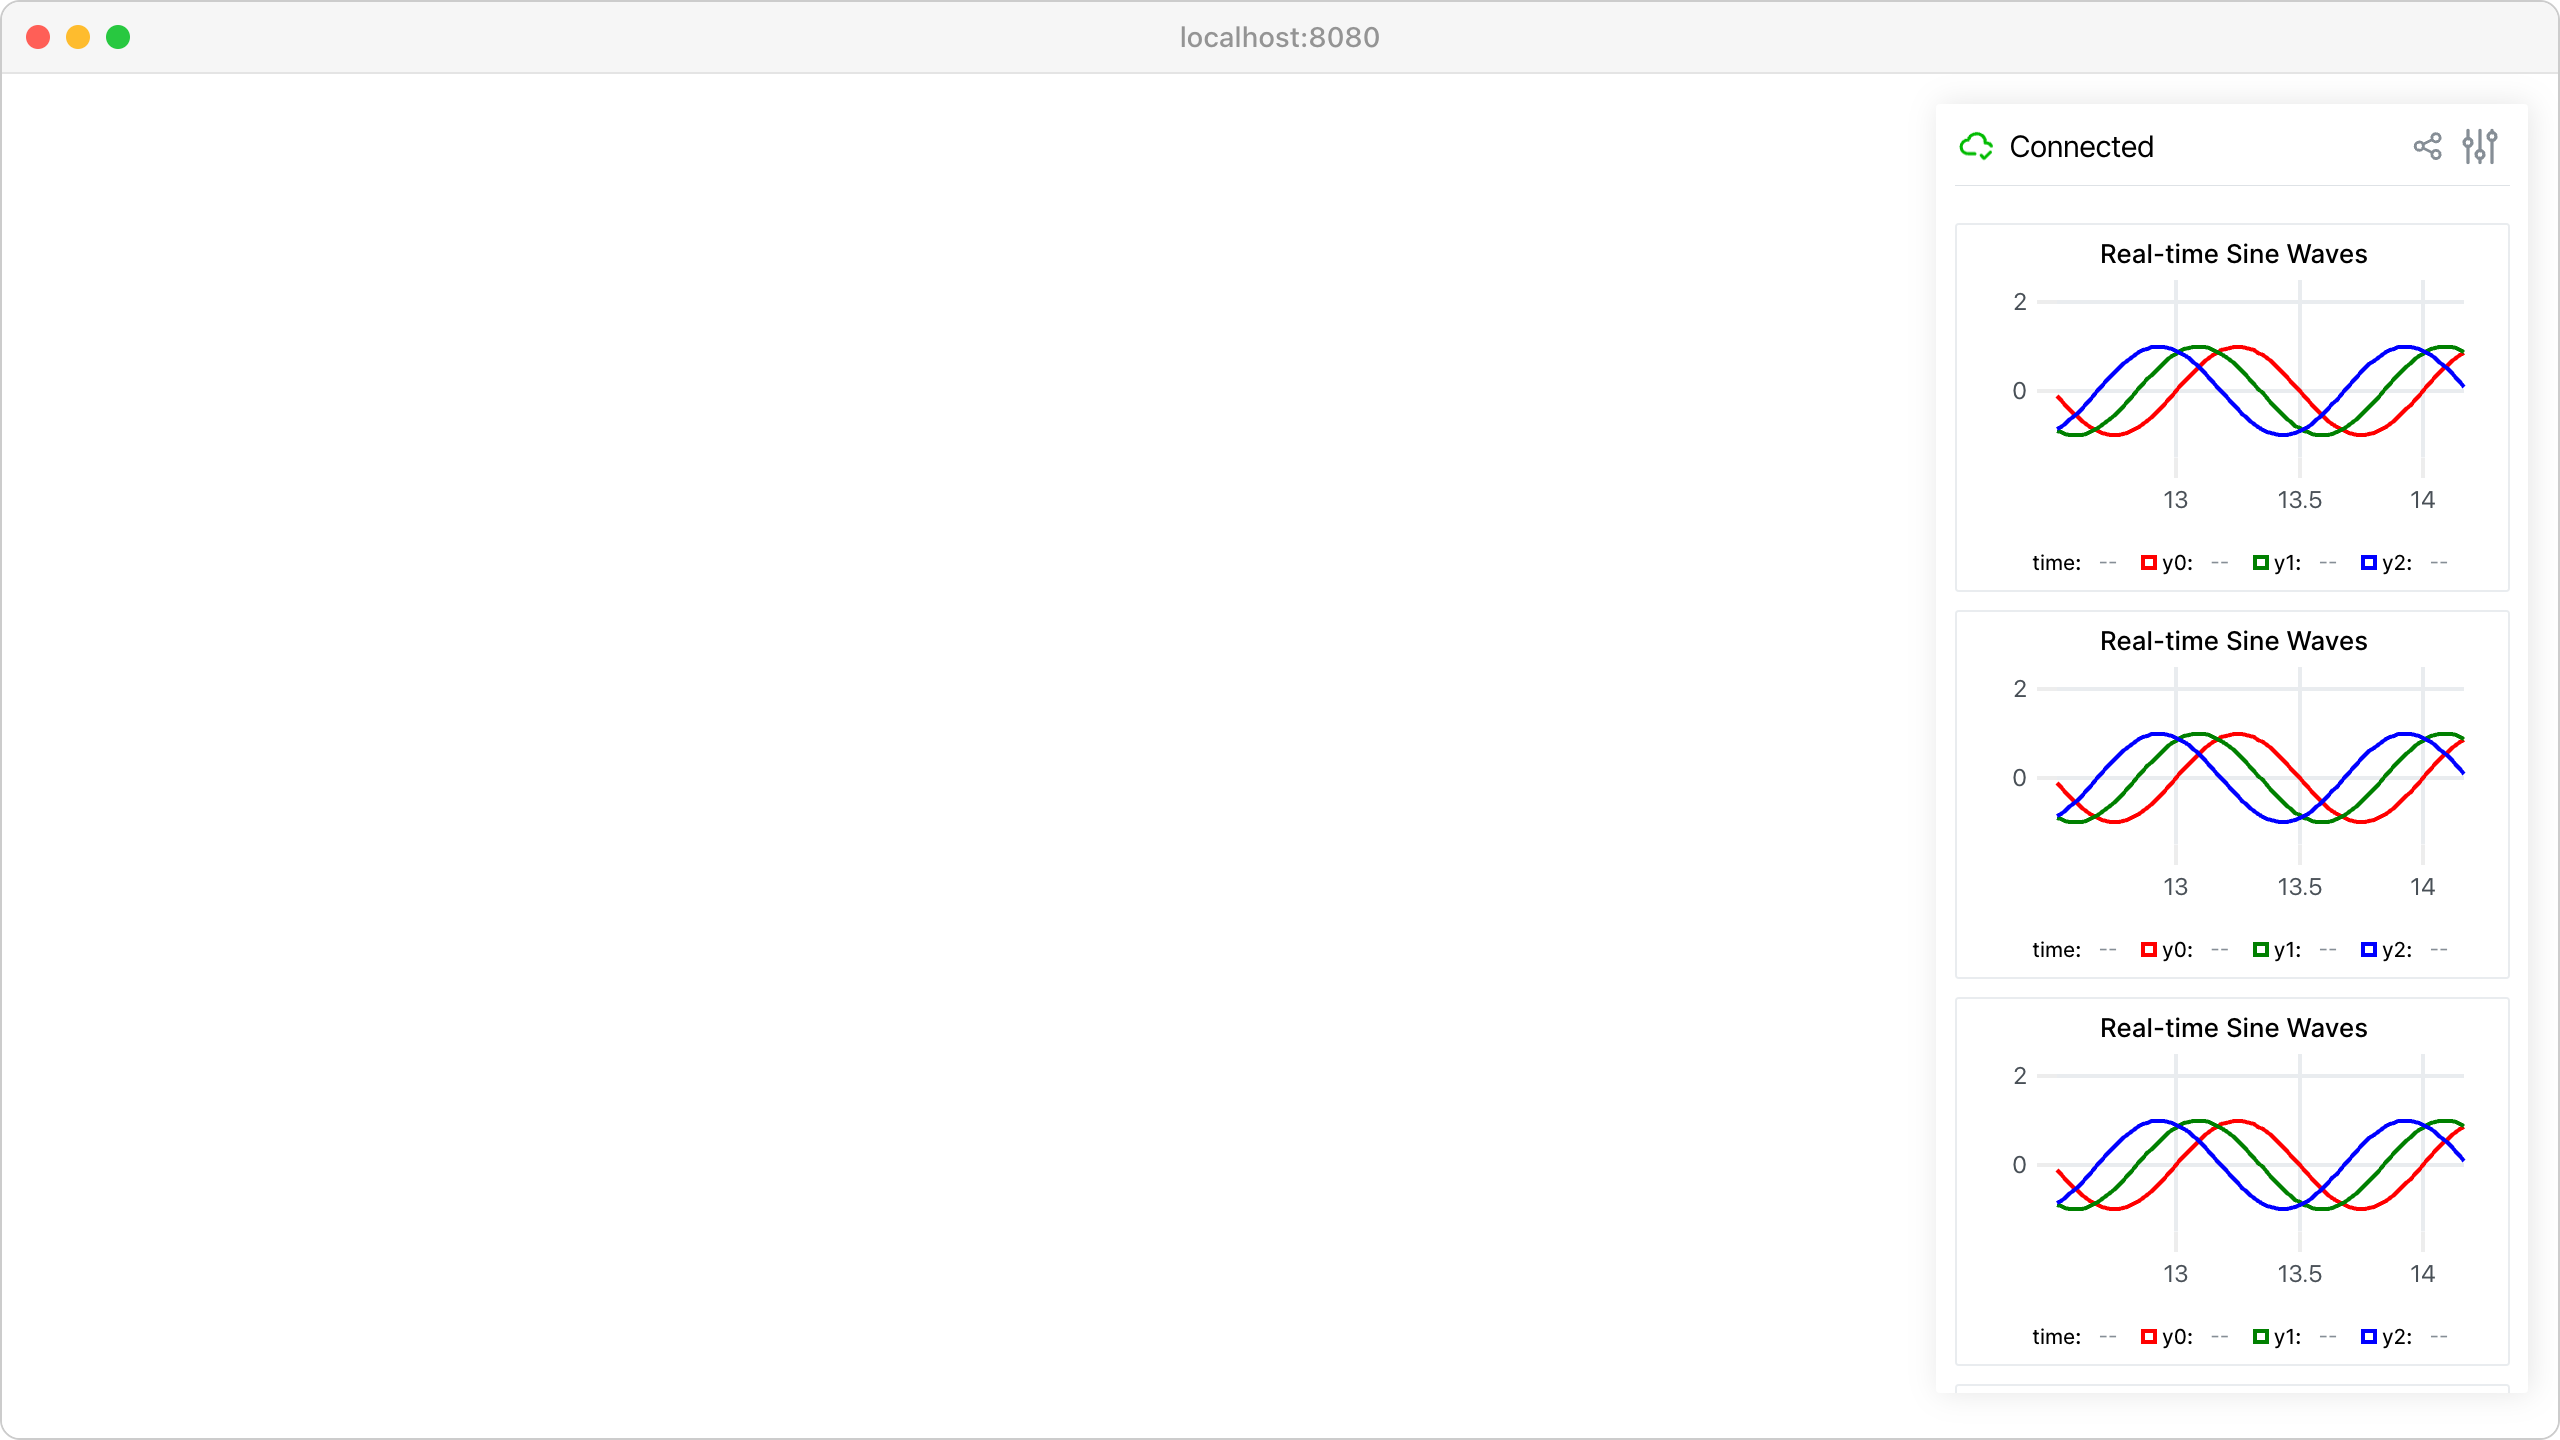 localhost:8080
Connected
Real-time Sine Waves
2
0
13 13.5 14
time: -- y0: -- y1: -- y2: --
Real-time Sine Waves
2
0
13 13.5 14
time: -- y0: -- y1: -- y2: --
Real-time Sine Waves
2
0
13 13.5 14
time: -- y0: -- y1: -- y2: --